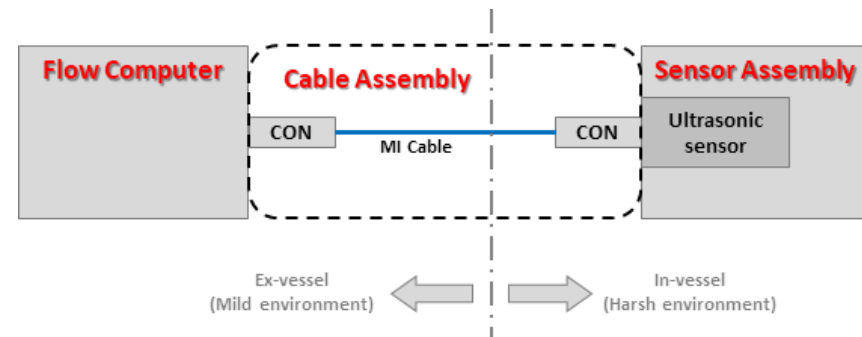 Flow Computer
Cable Assembly
Sensor Assembly
CON
MI Cable
CON
Ultrasonic
sensor
Ex-vessel
(Mild environment)
In-vessel
(Harsh environment)